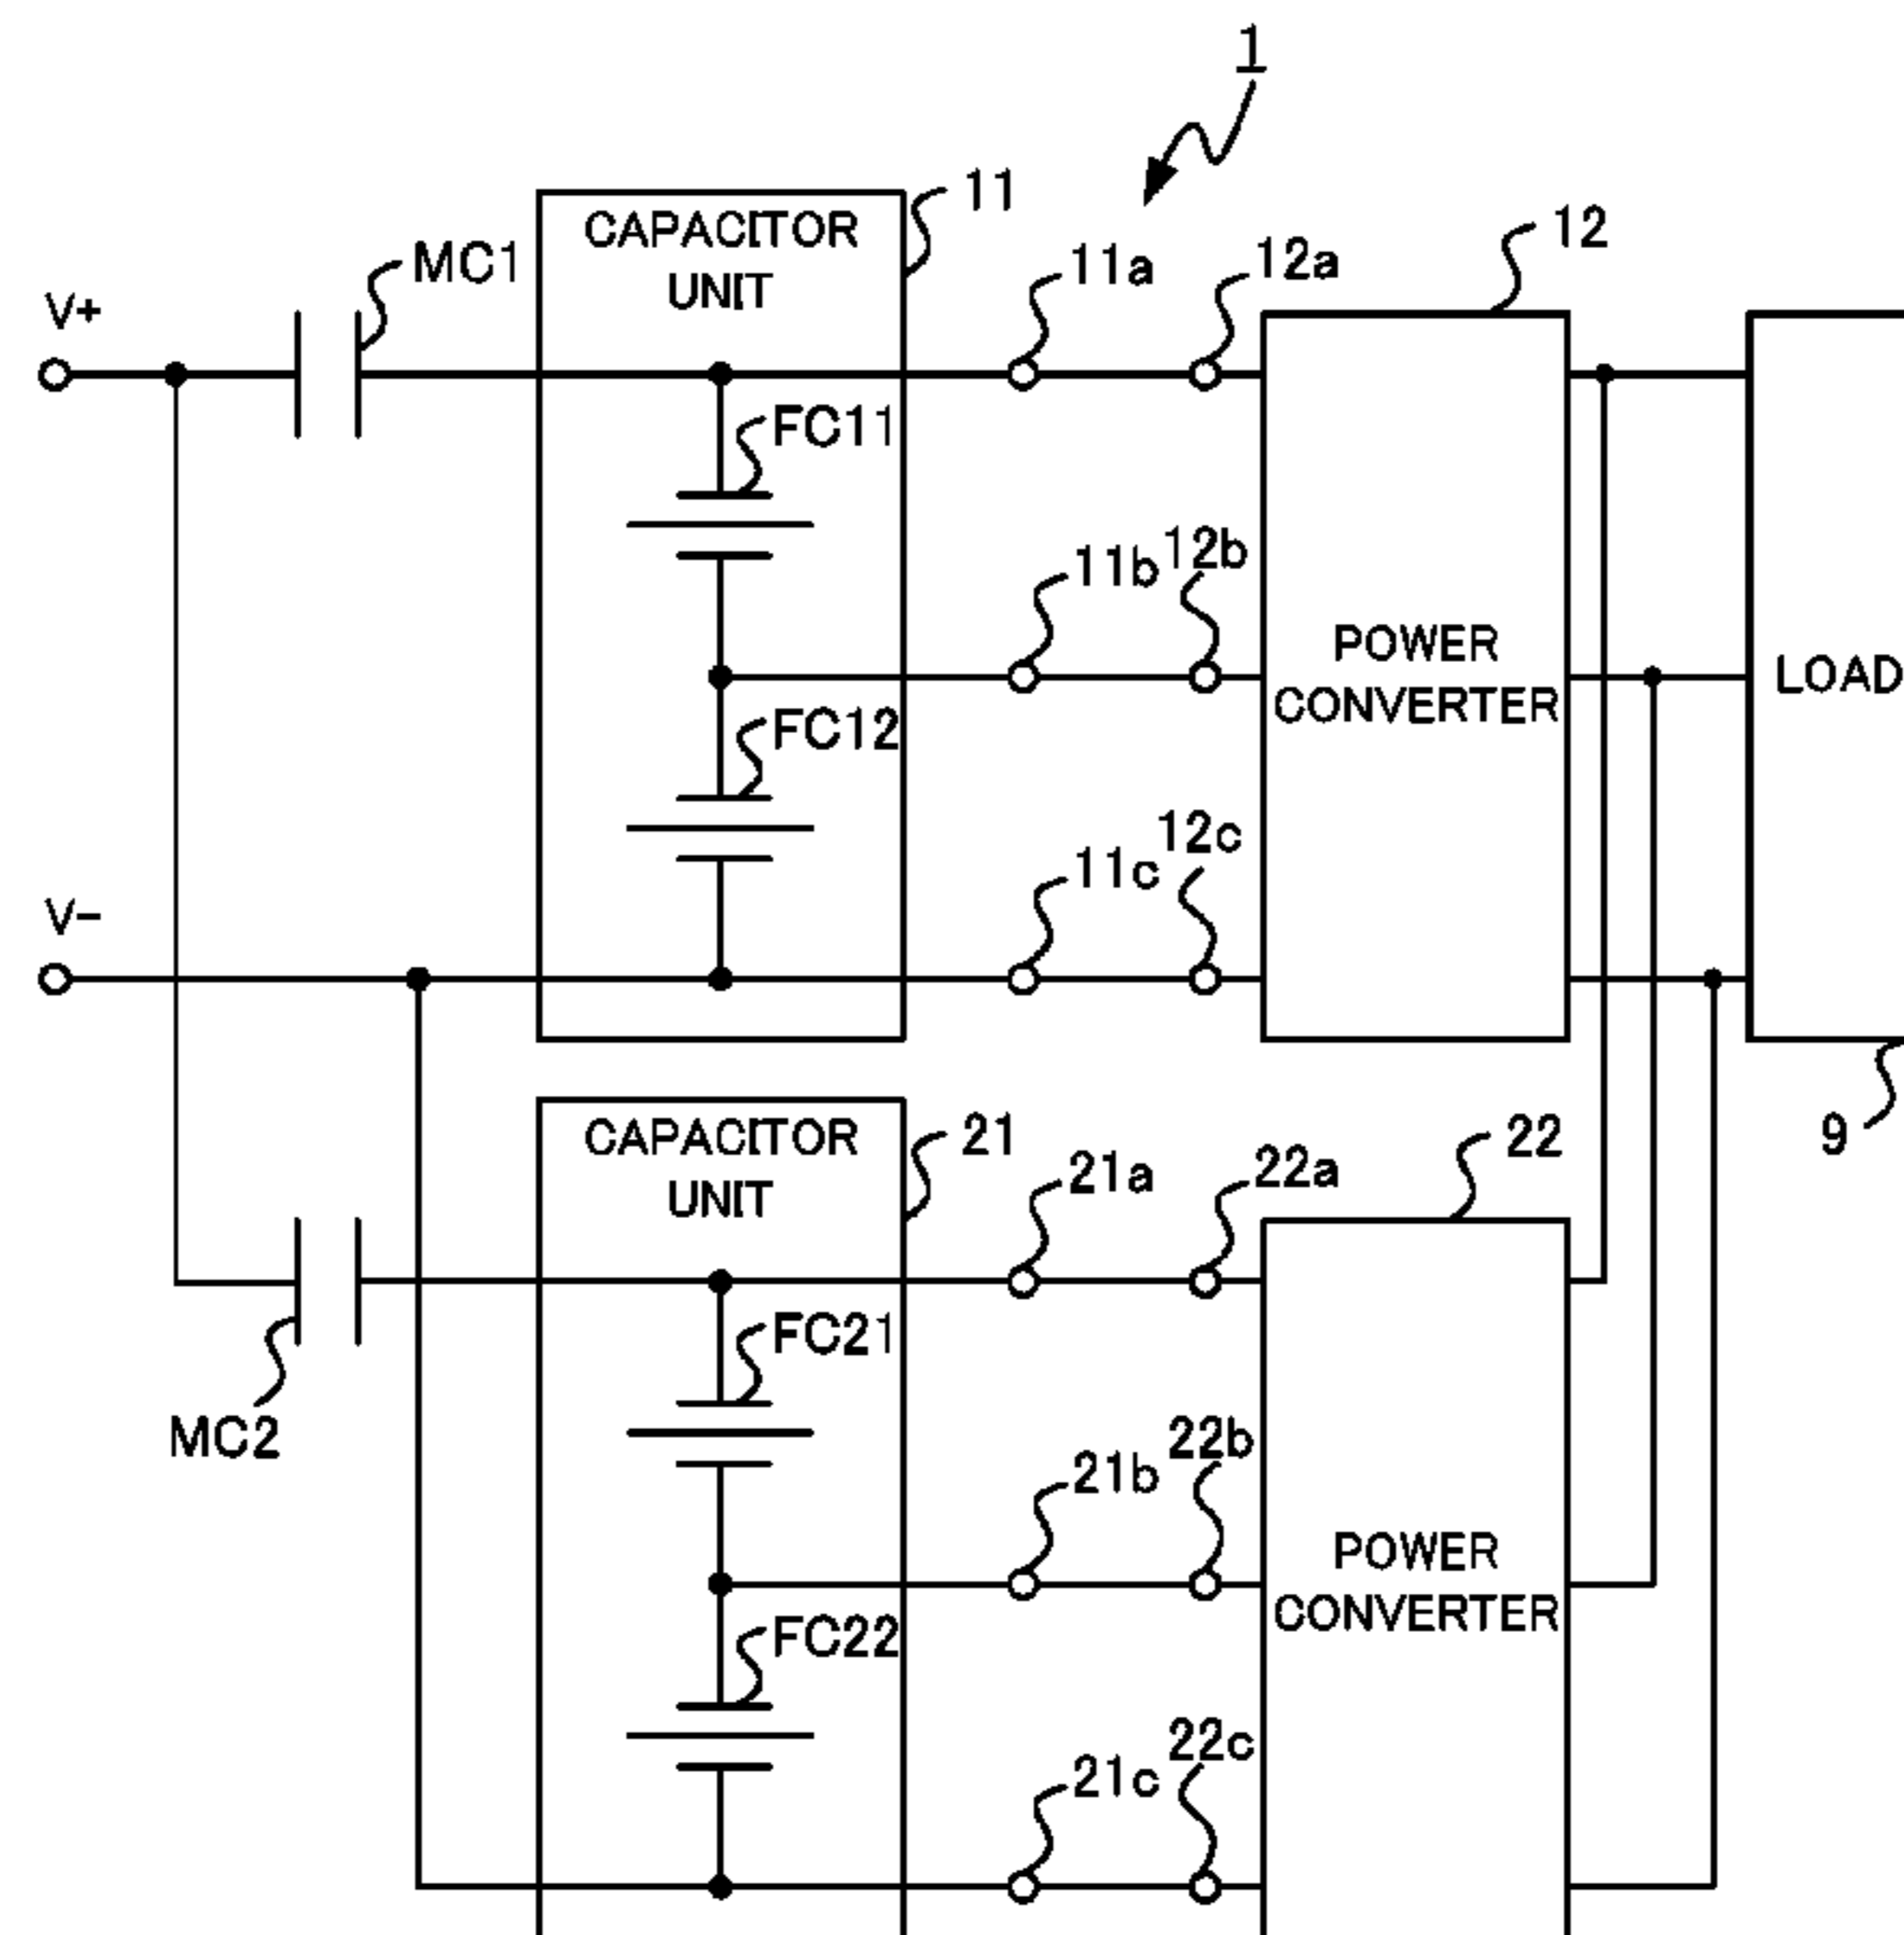 1
CAPACITOR
UNIT
11
MC1
V+
11a
12a
12
FC11
11b
12b
POWER
CONVERTER
LOAD
FC12
11c
12c
V-
CAPACITOR
UNIT
21
21a
22a
22
9
FC21
MC2
21b
22b
POWER
CONVERTER
FC22
21c
22c